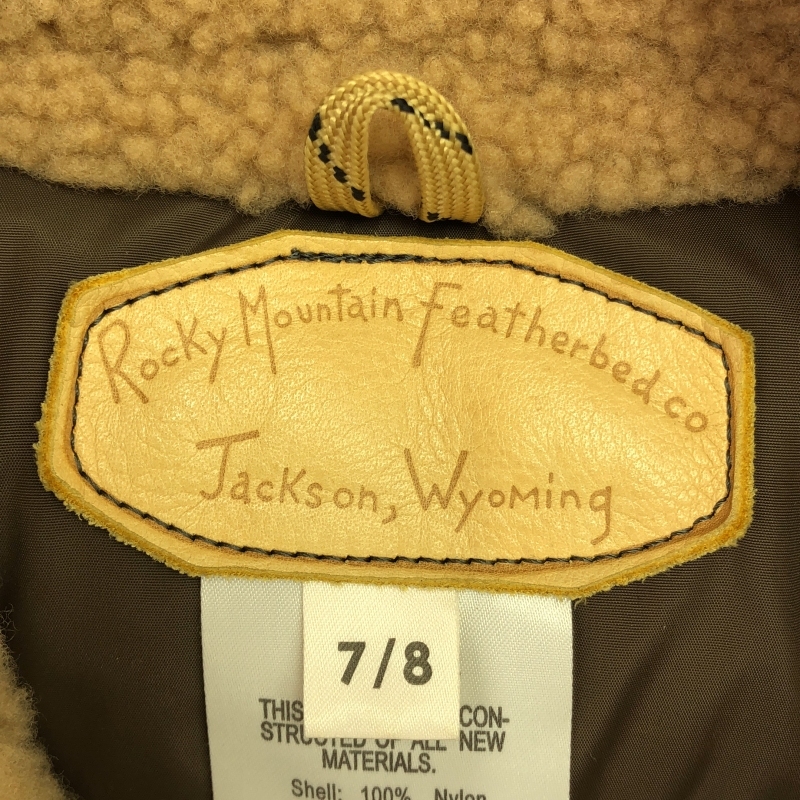 Rocky Mountain Featherbed co
Jackson, Wyoming
7/8
THIS CON-
STRUCTED OF ALL NEW
MATERIALS.
Shell: 100% Nylon